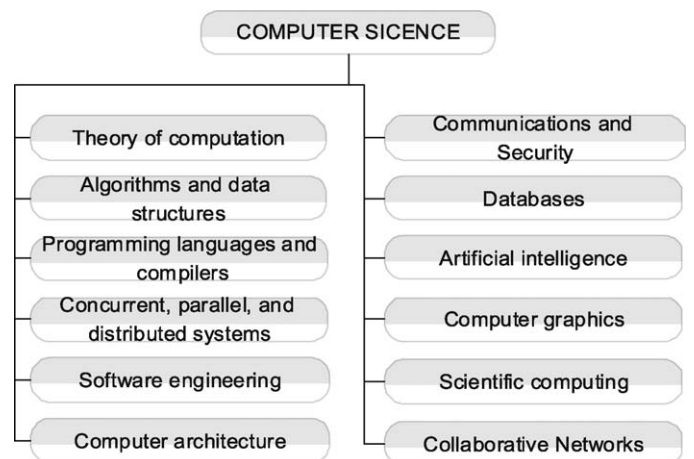 COMPUTER SICENCE
Theory of computation
Algorithms and data
structures
Programming languages and
compilers
Concurrent, parallel, and
distributed systems
Software engineering
Computer architecture
Communications and
Security
Databases
Artificial intelligence
Computer graphics
Scientific computing
Collaborative Networks